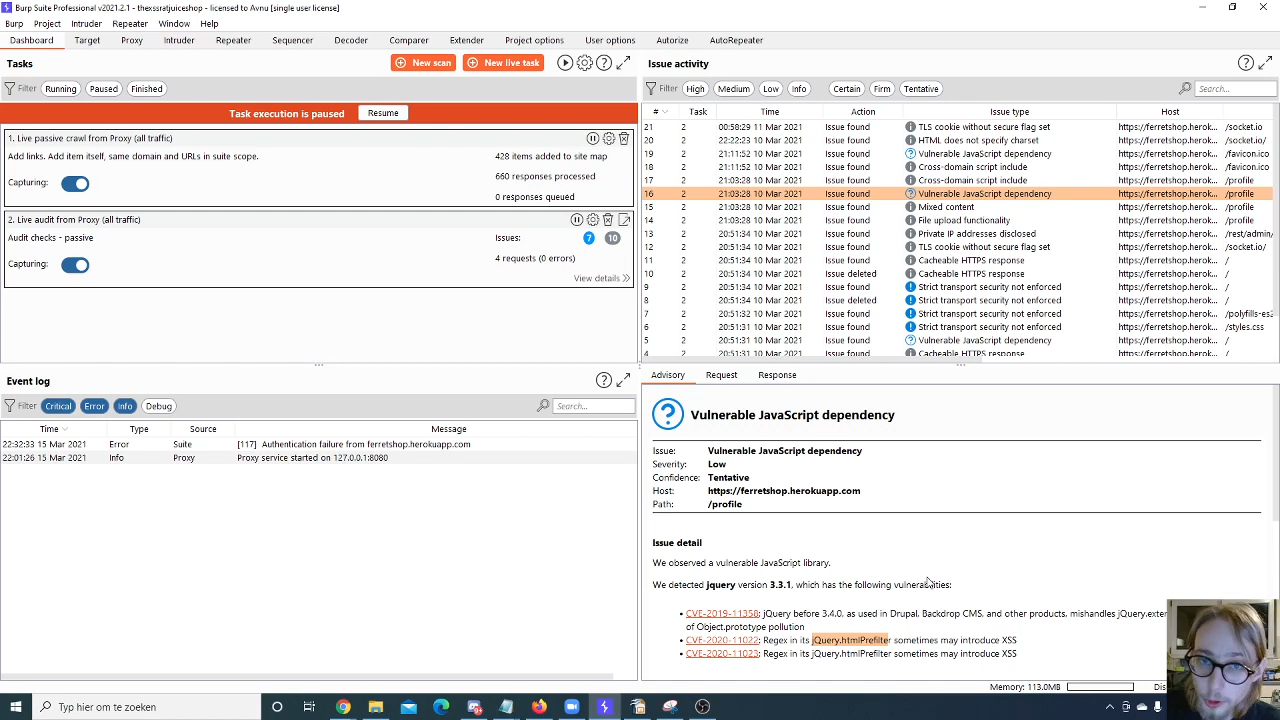 Burp Suite Professional v2021.2.1 - thexssratjuiceshop - licensed to Avnu [single user license]
Burp Project Intruder Repeater Window Help
Dashboard Target Proxy Intruder Repeater Sequencer Decoder Comparer Extender Project options User options Authorize AutoRepeater
Tasks
New scan
New live task
Filter Running Paused Finished
Task execution is paused Resume
1. Live passive crawl from Proxy (all traffic)
Add links. Add item itself, same domain and URLs in suite scope.
428 items added to site map
Capturing:
660 responses processed
0 responses queued
2. Live audit from Proxy (all traffic)
Audit checks - passive
Issues: 7 10
Capturing:
4 requests (0 errors)
View details
Issue activity
Filter High Medium Low Info Certain Firm Tentative Search...
# Task Time Action Issue type Host
21 2 00:58:29 11 Mar 2021 Issue found TLS cookie without secure flag set https://ferretshop.herok... /socket.io
20 2 22:22:23 10 Mar 2021 Issue found HTML does not specify charset https://ferretshop.herok... /socket.io/
19 2 21:11:52 10 Mar 2021 Issue found Vulnerable JavaScript dependency https://ferretshop.herok... /favicon.ico
18 2 21:11:52 10 Mar 2021 Issue found Cross-domain script include https://ferretshop.herok... /favicon.ico
17 2 21:03:28 10 Mar 2021 Issue found Cross-domain script include https://ferretshop.herok... /profile
16 2 21:03:28 10 Mar 2021 Issue found Vulnerable JavaScript dependency https://ferretshop.herok... /profile
15 2 21:03:28 10 Mar 2021 Issue found Mixed content https://ferretshop.herok... /profile
14 2 21:03:28 10 Mar 2021 Issue found File upload functionality https://ferretshop.herok... /profile
13 2 20:51:34 10 Mar 2021 Issue found Private IP addresses disclosed https://ferretshop.herok... /rest/admin/
12 2 20:51:34 10 Mar 2021 Issue found TLS cookie without secure flag set https://ferretshop.herok... /socket.io/
11 2 20:51:34 10 Mar 2021 Issue found Cacheable HTTPS response https://ferretshop.herok... /
10 2 20:51:34 10 Mar 2021 Issue deleted Cacheable HTTPS response https://ferretshop.herok... /
9 2 20:51:34 10 Mar 2021 Issue found Strict transport security not enforced https://ferretshop.herok... /
8 2 20:51:34 10 Mar 2021 Issue deleted Strict transport security not enforced https://ferretshop.herok... /
7 2 20:51:32 10 Mar 2021 Issue found Strict transport security not enforced https://ferretshop.herok... /polyfills-es2
6 2 20:51:31 10 Mar 2021 Issue found Strict transport security not enforced https://ferretshop.herok... /styles.css
5 2 20:51:31 10 Mar 2021 Issue found Vulnerable JavaScript dependency https://ferretshop.herok... /
4 2 20:51:31 10 Mar 2021 Issue found Cacheable HTTPS response https://ferretshop.herok... /
Event log
Filter Critical Error Info Debug Search...
Time Type Source Message
22:32:33 15 Mar 2021 Error Suite [117] Authentication failure from ferretshop.herokuapp.com
22:01:26 15 Mar 2021 Info Proxy Proxy service started on 127.0.0.1:8080
Advisory Request Response
Vulnerable JavaScript dependency
Issue: Vulnerable JavaScript dependency
Severity: Low
Confidence: Tentative
Host: https://ferretshop.herokuapp.com
Path: /profile
Issue detail
We observed a vulnerable JavaScript library.
We detected jquery version 3.3.1, which has the following vulnerabilities:
• CVE-2019-11358: jQuery before 3.4.0, as used in Drupal, Backdrop CMS, and other products, mishandles jQuery.exte
of Object.prototype pollution
• CVE-2020-11022: Regex in its jQuery.htmlPrefilter sometimes may introduce XSS
• CVE-2020-11023: Regex in its jQuery.htmlPrefilter sometimes may introduce XSS
Memory: 113.0MB Dis
Typ hier om te zoeken